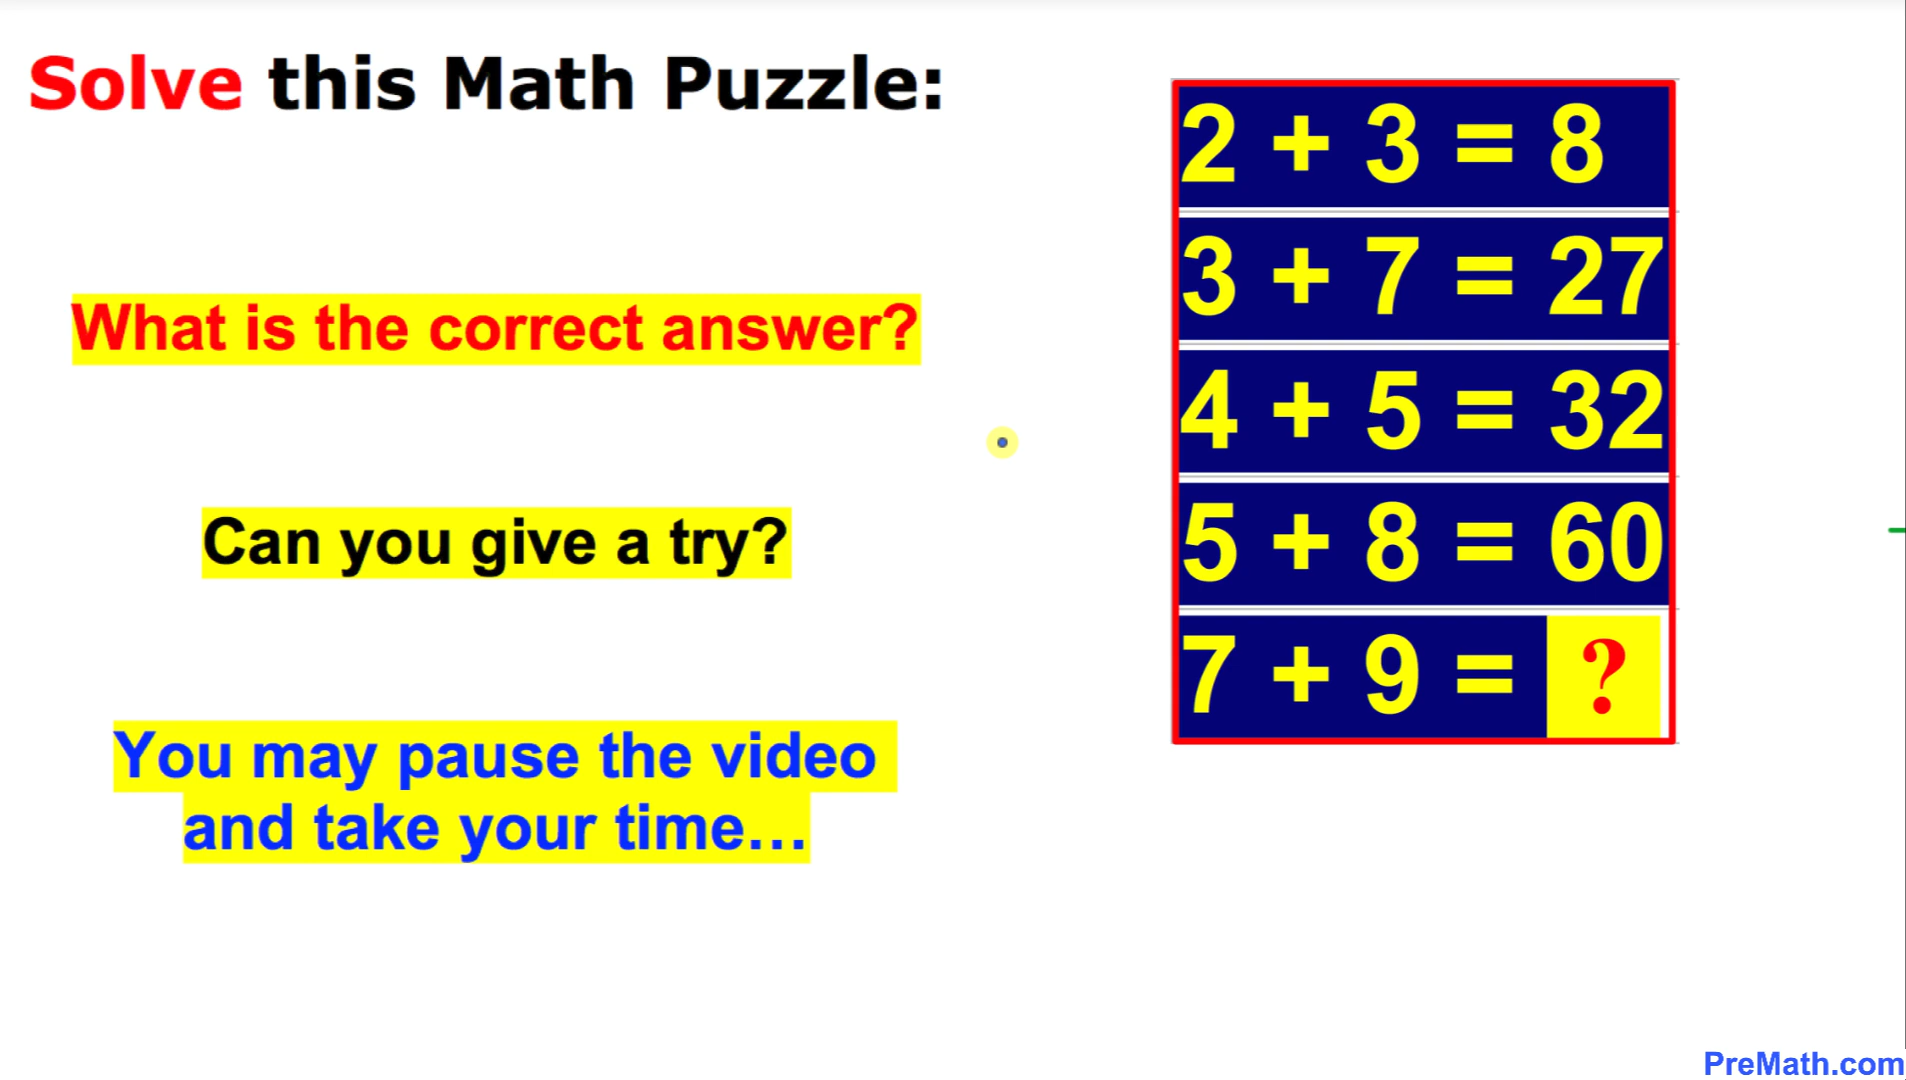 Solve this Math Puzzle:
What is the correct answer?
Can you give a try?
You may pause the video
and take your time...
2 + 3 = 8
3 + 7 = 27
4 + 5 = 32
5 + 8 = 60
7 + 9 = ?
PreMath.com